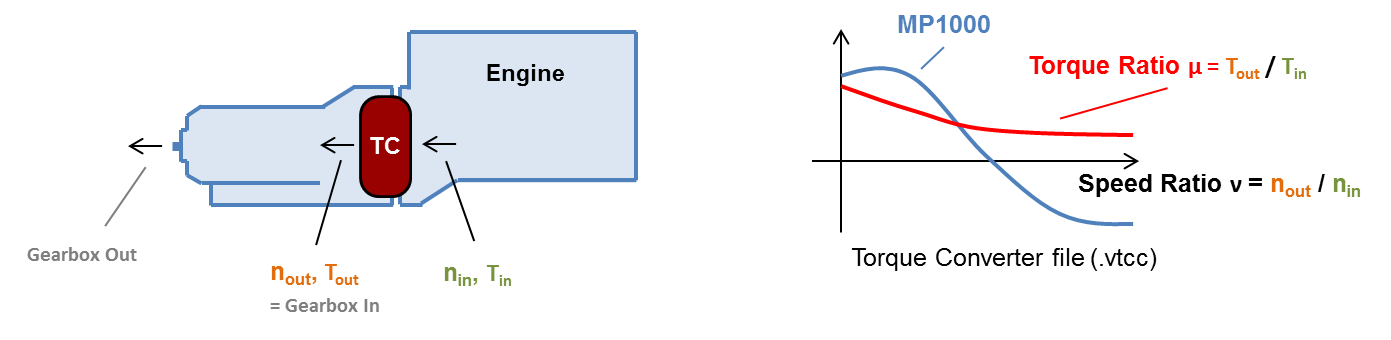 Engine
TC
Gearbox Out
nout, Tout
= Gearbox In
nin, Tin
MP1000
Torque Ratio μ = Tout / Tin
Speed Ratio ν = nout / nin
Torque Converter file (.vtcc)